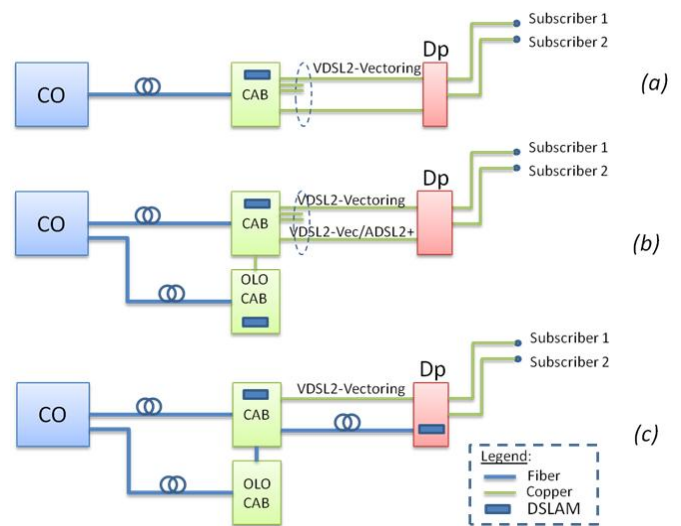 Subscriber 1
Dp
VDSL2-Vectoring
Subscriber 2
CO
CAB
(a)
Subscriber 1
Dp
Subscriber 2
VDSL2-Vectoring
CO
CAB
VDSL2-Vec/ADSL2+
(b)
OLO
CAB
Subscriber 1
Dp
Subscriber 2
VDSL2-Vectoring
CO
CAB
(c)
OLO
CAB
Legend:
Fiber
Copper
DSLAM